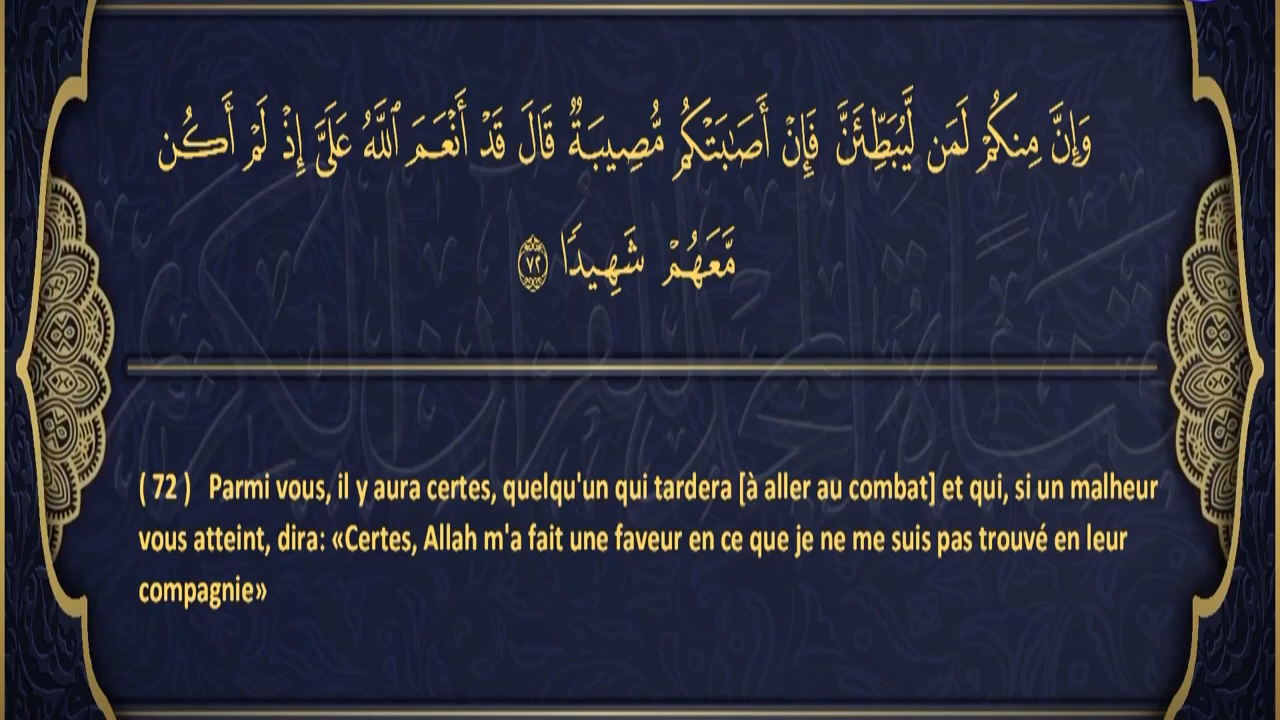 وَإِنَّ مِنكُمْ لَمَن لَّيُبَطِّئَنَّ فَإِنْ أَصَٰبَتْكُم مُّصِيبَةٌ قَالَ قَدْ أَنْعَمَ ٱللَّهُ عَلَىَّ إِذْ لَمْ أَكُن
مَّعَهُمْ شَهِيدًا ٧٢
( 72 ) Parmi vous, il y aura certes, quelqu'un qui tardera [à aller au combat] et qui, si un malheur
vous atteint, dira: «Certes, Allah m'a fait une faveur en ce que je ne me suis pas trouvé en leur
compagnie»